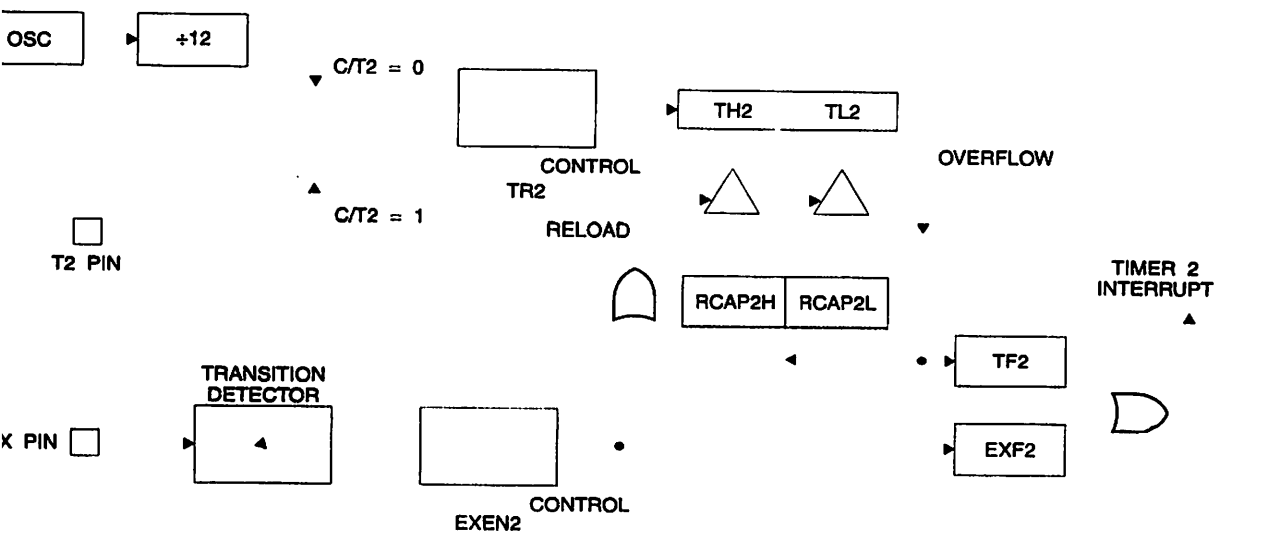 OSC
÷12
C/T2 = 0
TH2
TL2
OVERFLOW
CONTROL
TR2
C/T2 = 1
RELOAD
T2 PIN
TIMER 2
INTERRUPT
RCAP2H
RCAP2L
TF2
TRANSITION
DETECTOR
X PIN
EXF2
CONTROL
EXEN2